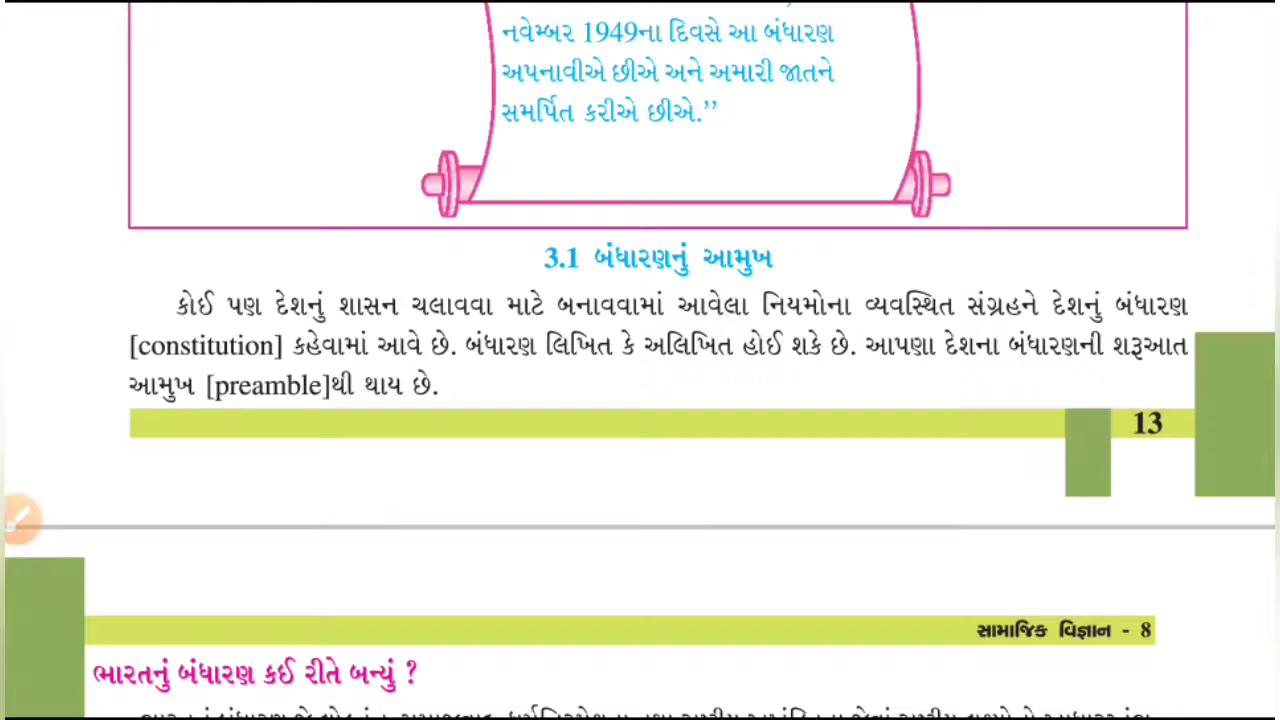 નવેમ્બર 1949ના દિવસે આ બંધારણ
અપનાવીએ છીએ અને અમારી જાતને
સમર્પિત કરીએ છીએ.’’
3.1 બંધારણનું આમુખ
કોઈ પણ દેશનું શાસન ચલાવવા માટે બનાવવામાં આવેલા નિયમોના વ્યવસ્થિત સંગ્રહને દેશનું બંધારણ
[constitution] કહેવામાં આવે છે. બંધારણ લિખિત કે અલિખિત હોઈ શકે છે. આપણા દેશના બંધારણની શરૂઆત
આમુખ [preamble]થી થાય છે.
13
સામાજિક વિજ્ઞાન - 8
ભારતનું બંધારણ કઈ રીતે બન્યું ?